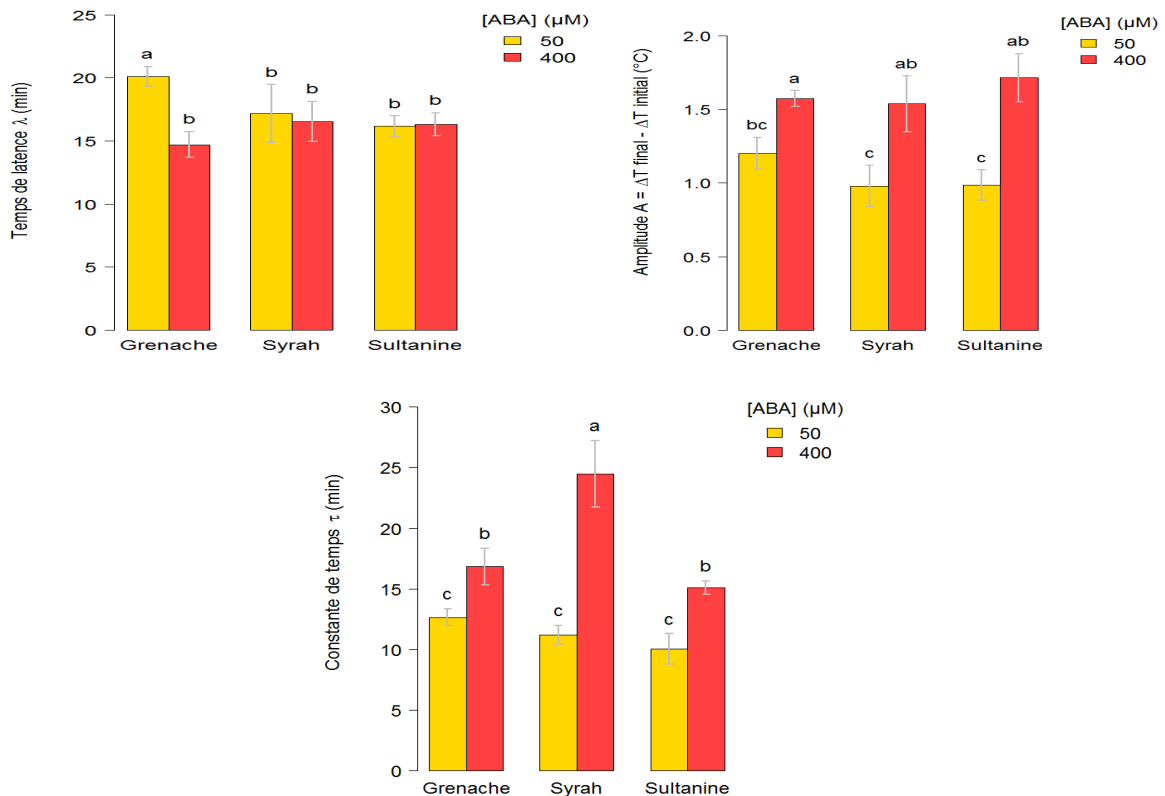 Temps de latence λ (min)
25
20
15
10
5
0
[ABA] (µM)
50
400
a
b
b
b
b
b
Grenache
Syrah
Sultanine
Amplitude A = ΔT final - ΔT initial (°C)
2.0
1.5
1.0
0.5
0.0
[ABA] (µM)
50
400
bc
a
c
ab
c
ab
Grenache
Syrah
Sultanine
Constante de temps τ (min)
30
25
20
15
10
5
0
[ABA] (µM)
50
400
c
b
c
a
c
b
Grenache
Syrah
Sultanine